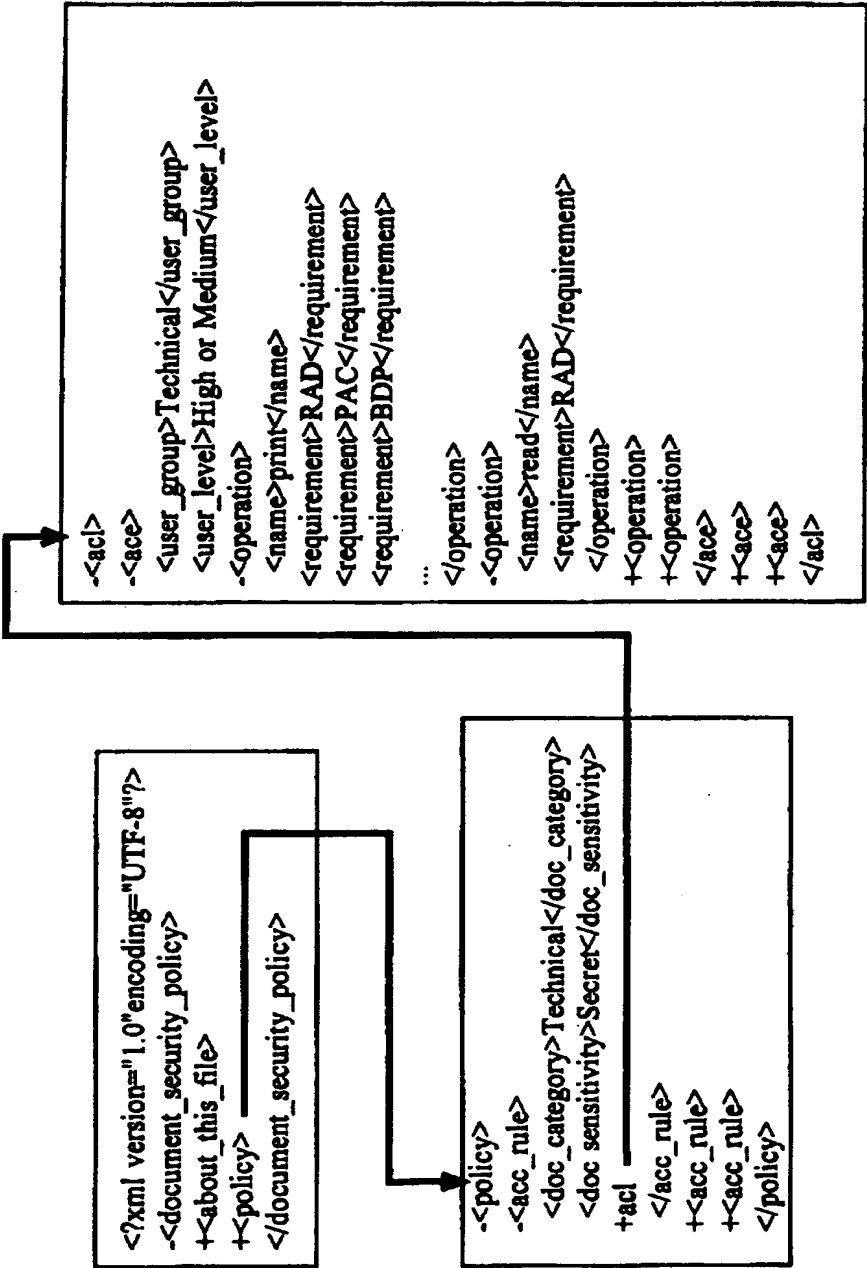 <?xml version="1.0"encoding="UTF-8"?>
-<document_security_policy>
+<about_this_file>
+<policy>
</document_security_policy>
-<policy>
-<acc_rule>
<doc_category>Technical</doc_category>
<doc sensitivity>Secret</doc_sensitivity>
+acl
</acc_rule>
+<acc_rule>
+<acc_rule>
</policy>
-<acl>
-<ace>
<user_group>Technical</user_group>
<user_level>High or Medium</user_level>
-<operation>
<name>print</name>
<requirement>RAD</requirement>
<requirement>PAC</requirement>
<requirement>BDP</requirement>
...
</operation>
-<operation>
<name>read</name>
<requirement>RAD</requirement>
</operation>
+<operation>
+<operation>
</ace>
+<ace>
+<ace>
</acl>